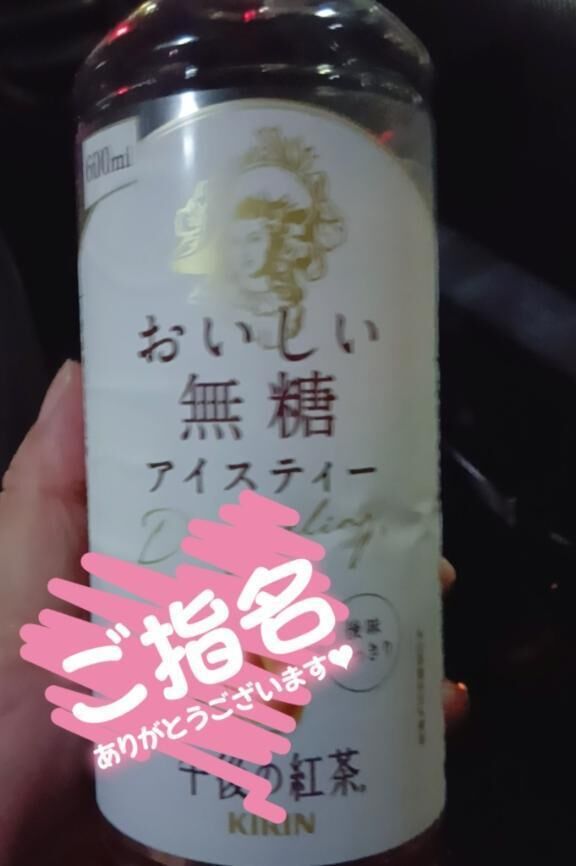 600ml
おいしい
無糖
アイスティー
ご指名
ありがとうございます♥
午後の紅茶®
KIRIN